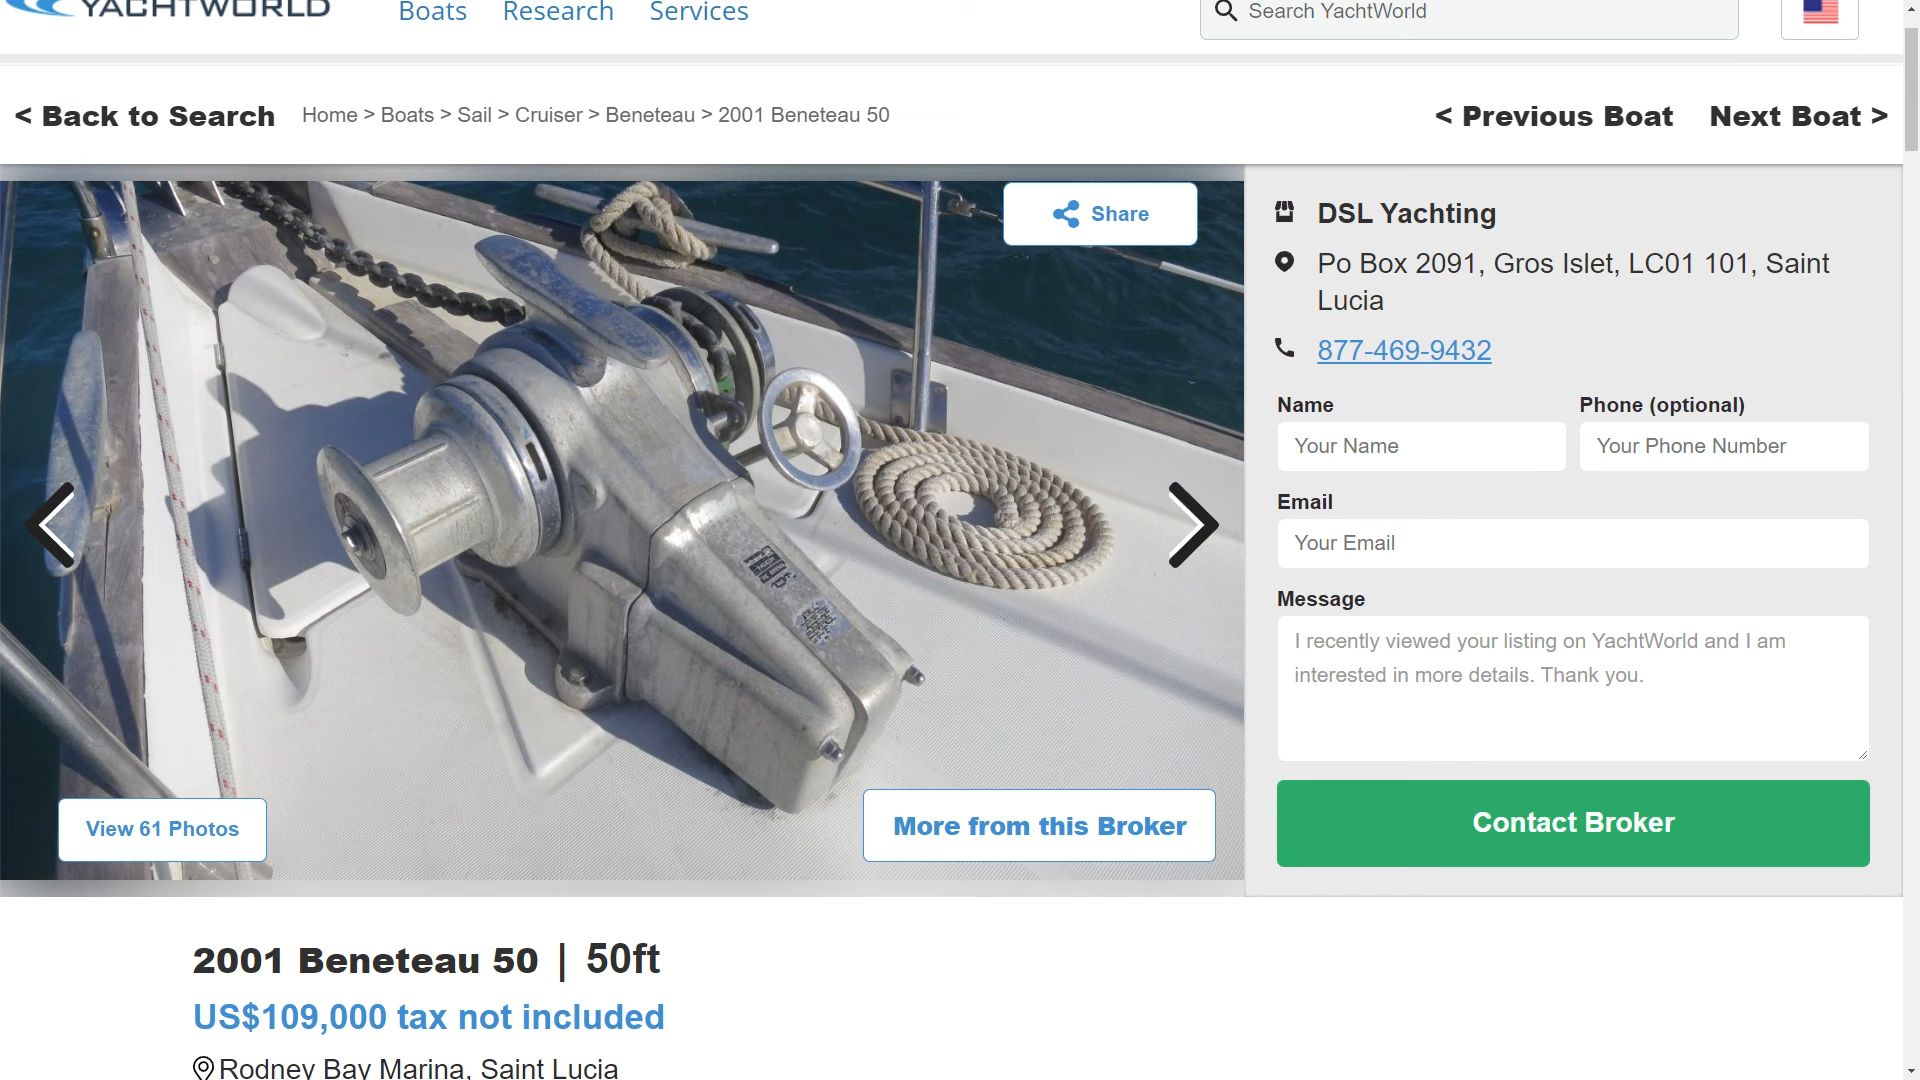 YACHTWORLD
Boats
Research
Services
Search YachtWorld
< Back to Search
Home > Boats > Sail > Cruiser > Beneteau > 2001 Beneteau 50
< Previous Boat
Next Boat >
Share
DSL Yachting
Po Box 2091, Gros Islet, LC01 101, Saint
Lucia
877-469-9432
Name
Phone (optional)
Your Name
Your Phone Number
Email
Your Email
Message
I recently viewed your listing on YachtWorld and I am
interested in more details. Thank you.
View 61 Photos
More from this Broker
Contact Broker
2001 Beneteau 50 | 50ft
US$109,000 tax not included
Rodney Bay Marina, Saint Lucia